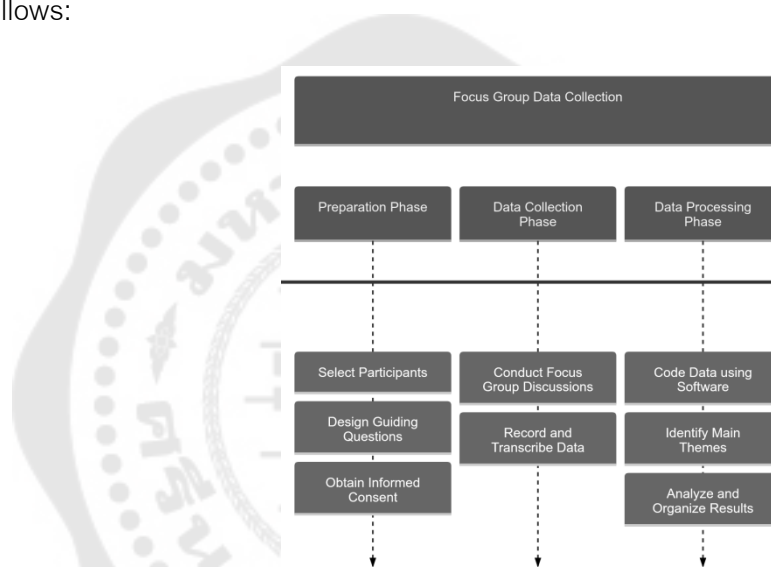 llows:
Focus Group Data Collection
Preparation Phase
Data Collection
Phase
Data Processing
Phase
Select Participants
Design Guiding
Questions
Obtain Informed
Consent
Conduct Focus
Group Discussions
Record and
Transcribe Data
Code Data using
Software
Identify Main
Themes
Analyze and
Organize Results